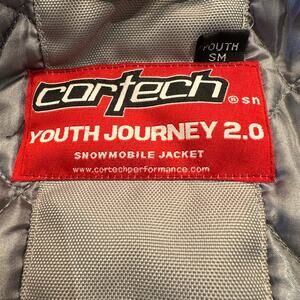 YOUTH
SM
cortech
® sn
YOUTH JOURNEY 2.0
SNOWMOBILE JACKET
www.cortechperformance.com